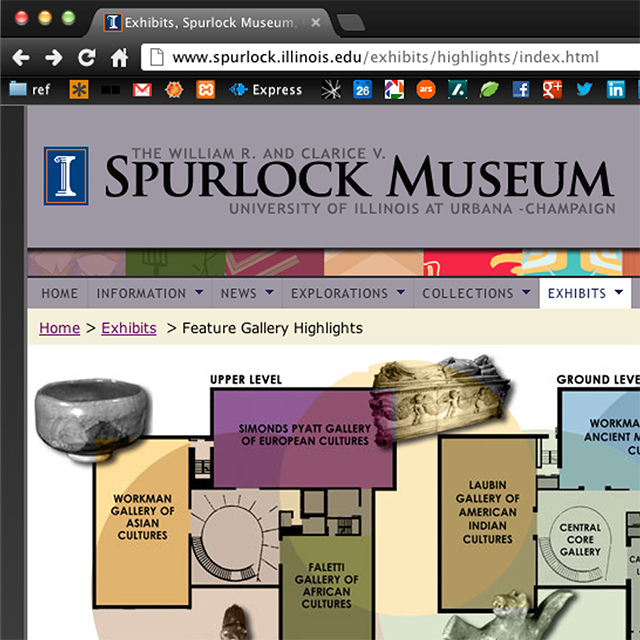 Exhibits, Spurlock Museum,
www.spurlock.illinois.edu/exhibits/highlights/index.html
ref
Express
26
ars
THE WILLIAM R. AND CLARICE V.
I SPURLOCK MUSEUM
UNIVERSITY OF ILLINOIS AT URBANA -CHAMPAIGN
HOME INFORMATION NEWS EXPLORATIONS COLLECTIONS EXHIBITS
Home > Exhibits > Feature Gallery Highlights
UPPER LEVEL
SIMONDS PYATT GALLERY
OF EUROPEAN CULTURES
WORKMAN
GALLERY OF
ASIAN
CULTURES
FALETTI
GALLERY OF
AFRICAN
CULTURES
GROUND LEVE
WORKMA
ANCIENT M
CU
LAUBIN
GALLERY OF
AMERICAN
INDIAN
CULTURES
CENTRAL
CORE
GALLERY